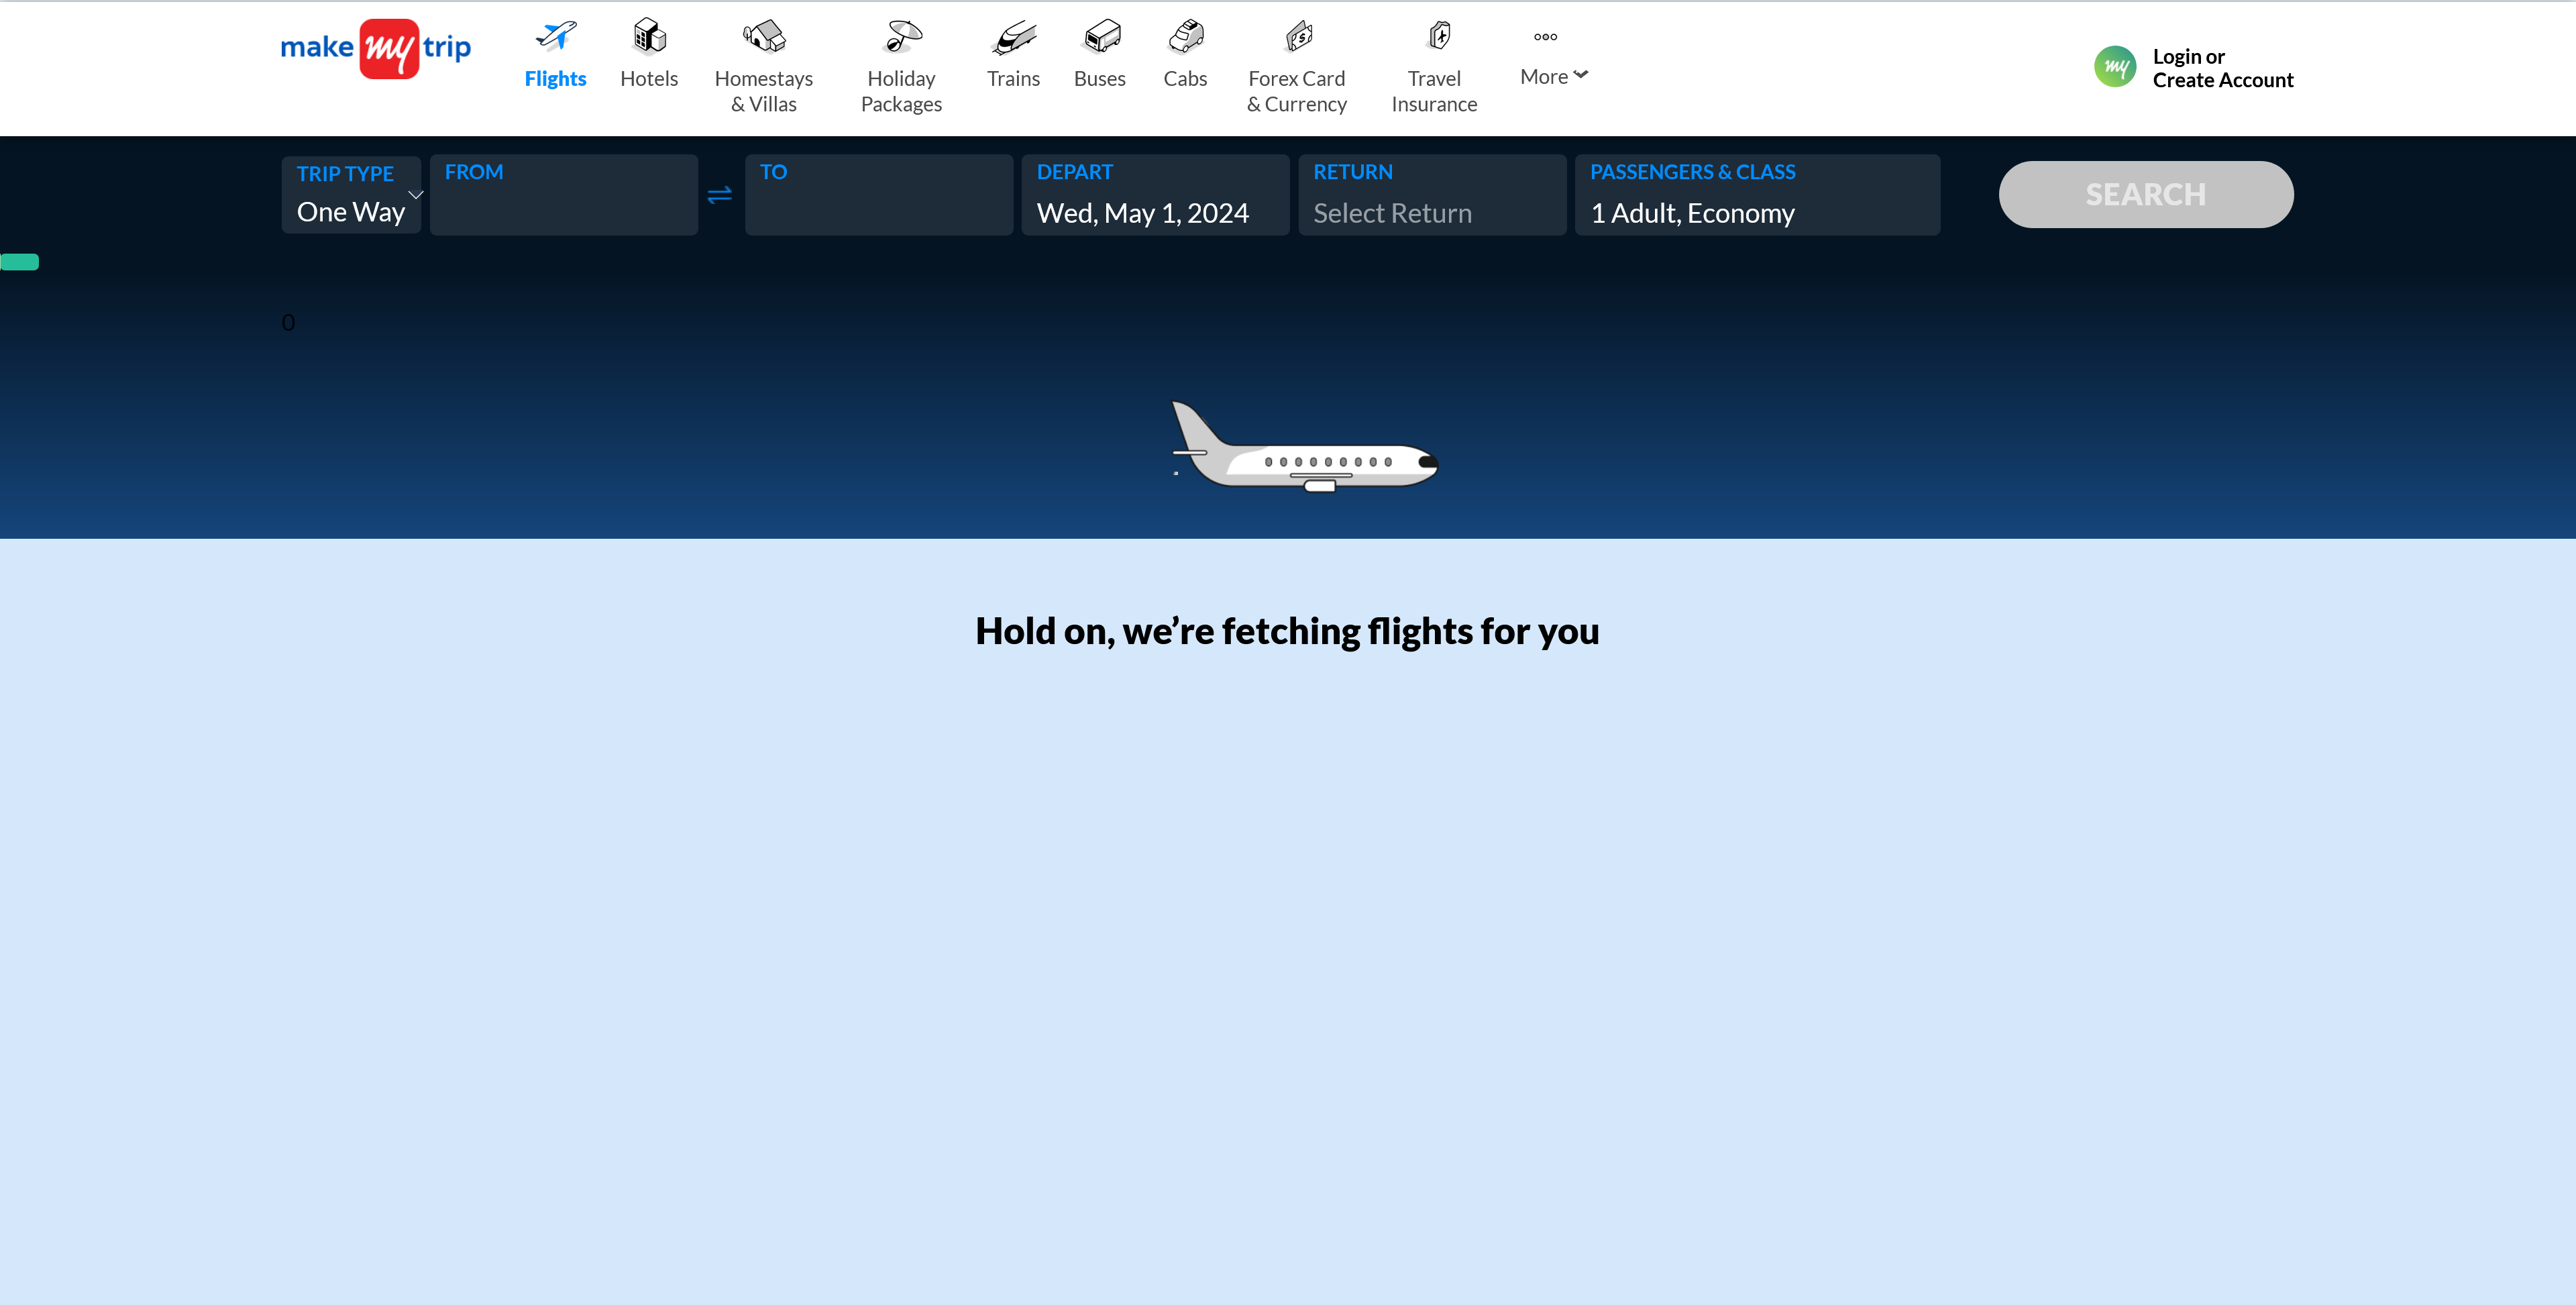 make my trip
Flights
Hotels
Homestays
& Villas
Holiday
Packages
Trains
Buses
Cabs
Forex Card
& Currency
Travel
Insurance
More
my
Login or
Create Account
TRIP TYPE
One Way
FROM
TO
DEPART
Wed, May 1, 2024
RETURN
Select Return
PASSENGERS & CLASS
1 Adult, Economy
SEARCH
0
Hold on, we’re fetching flights for you